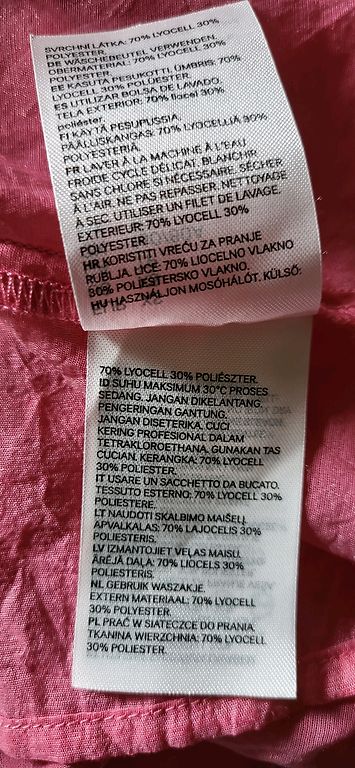 SVRCHNÍ LÁTKA: 70% LYOCELL 30%
POLYESTER.
DE WÄSCHEBEUTEL VERWENDEN.
OBERMATERIAL: 70% LYOCELL 30%
POLYESTER.
EE KASUTA PESUKOTTI. ÜMBRIS: 70%
LYOCELL 30% POLÜESTER.
ES UTILIZAR BOLSA DE LAVADO.
TELA EXTERIOR: 70% liocel 30%
poliéster.
FI KÄYTÄ PESUPUSSIA.
PÄÄLLISKANGAS: 70% LYOCELLIA 30%
POLYESTERIA.
FR LAVER À LA MACHINE À L'EAU
FROIDE CYCLE DÉLICAT. BLANCHIR
SANS CHLORE SI NÉCESSAIRE. SÉCHER
À L'AIR. NE PAS REPASSER. NETTOYAGE
À SEC. UTILISER UN FILET DE LAVAGE.
EXTERIEUR: 70% LYOCELL 30%
POLYESTER.
HR KORISTITI VREĆU ZA PRANJE
RUBLJA. LICE: 70% LIOCELNO VLAKNO
30% POLIESTERSKO VLAKNO.
HU HASZNÁLJON MOSÓHÁLÓT. KÜLSŐ:
70% LYOCELL 30% POLIÉSZTER.
ID SUHU MAKSIMUM 30°C PROSES
SEDANG. JANGAN DIKELANTANG.
PENGERINGAN GANTUNG.
JANGAN DISETERIKA. CUCI
KERING PROFESIONAL DALAM
TETRAKLOROETHANA. GUNAKAN TAS
CUCIAN. KERANGKA: 70% LYOCELL
30% POLIESTER.
IT USARE UN SACCHETTO DA BUCATO.
TESSUTO ESTERNO: 70% LYOCELL 30%
POLIESTERE.
LT NAUDOTI SKALBIMO MAIŠELĮ.
APVALKALAS: 70% LAJOCELIS 30%
POLIESTERIS.
LV IZMANTOJIET VEĻAS MAISU.
ĀRĒJĀ DAĻA: 70% LIOCELS 30%
POLIESTERIS.
NL GEBRUIK WASZAKJE.
EXTERN MATERIAAL: 70% LYOCELL
30% POLYESTER.
PL PRAĆ W SIATECZCE DO PRANIA.
TKANINA WIERZCHNIA: 70% LYOCELL
30% POLIESTER.